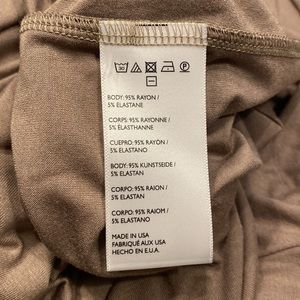 30
P
BODY: 95% RAYON /
5% ELASTANE
CORPS: 95% RAYONNE /
5% ÉLASTHANNE
CUERPO: 95% RAYÓN /
5% ELASTANO
BODY: 95% KUNSTSEIDE /
5% ELASTAN
CORPO: 95% RAION /
5% ELASTAN
CORPO: 95% RAIOM /
5% ELASTANO
MADE IN USA
FABRIQUÉ AUX USA
HECHO EN E.U.A.